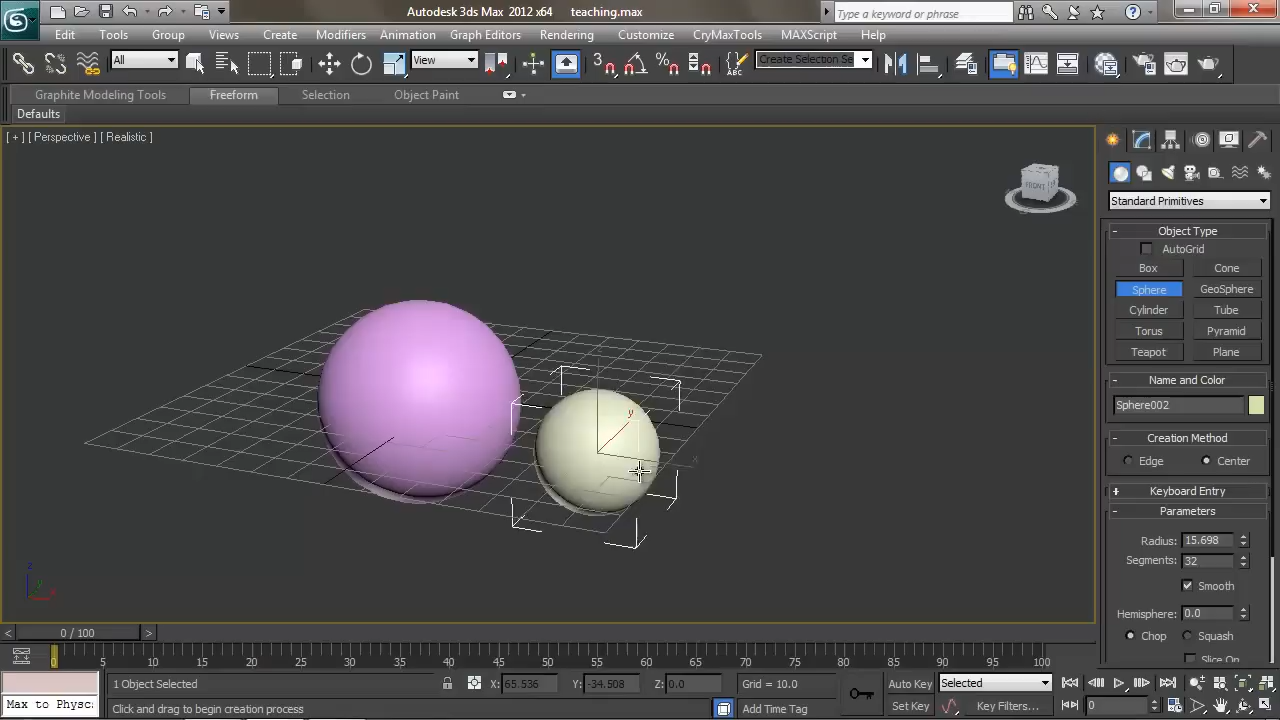 Autodesk 3ds Max 2012 x64 teaching.max
Type a keyword or phrase
Edit Tools Group Views Create Modifiers Animation Graph Editors Rendering Customize CryMaxTools MAXScript Help
All View Create Selection Se
Graphite Modeling Tools Freeform Selection Object Paint
Defaults
[ + ] [ Perspective ] [ Realistic ]
FRONT
Standard Primitives
- Object Type
AutoGrid
Box Cone
Sphere GeoSphere
Cylinder Tube
Torus Pyramid
Teapot Plane
- Name and Color
Sphere002
- Creation Method
Edge Center
+ Keyboard Entry
- Parameters
Radius: 15.698
Segments: 32
Smooth
Hemisphere: 0.0
Chop Squash
Slice On
y
x
z
y
x
< 0 / 100 >
0 5 10 15 20 25 30 35 40 45 50 55 60 65 70 75 80 85 90 95 100
1 Object Selected X: 65.536 Y: -34.508 Z: 0.0 Grid = 10.0 Auto Key Selected
Max to Physc Click and drag to begin creation process Add Time Tag Set Key Key Filters... 0